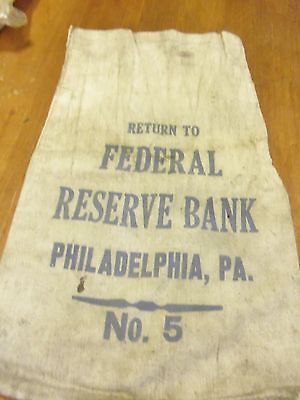 RETURN TO
FEDERAL
RESERVE BANK
PHILADELPHIA, PA.
No. 5